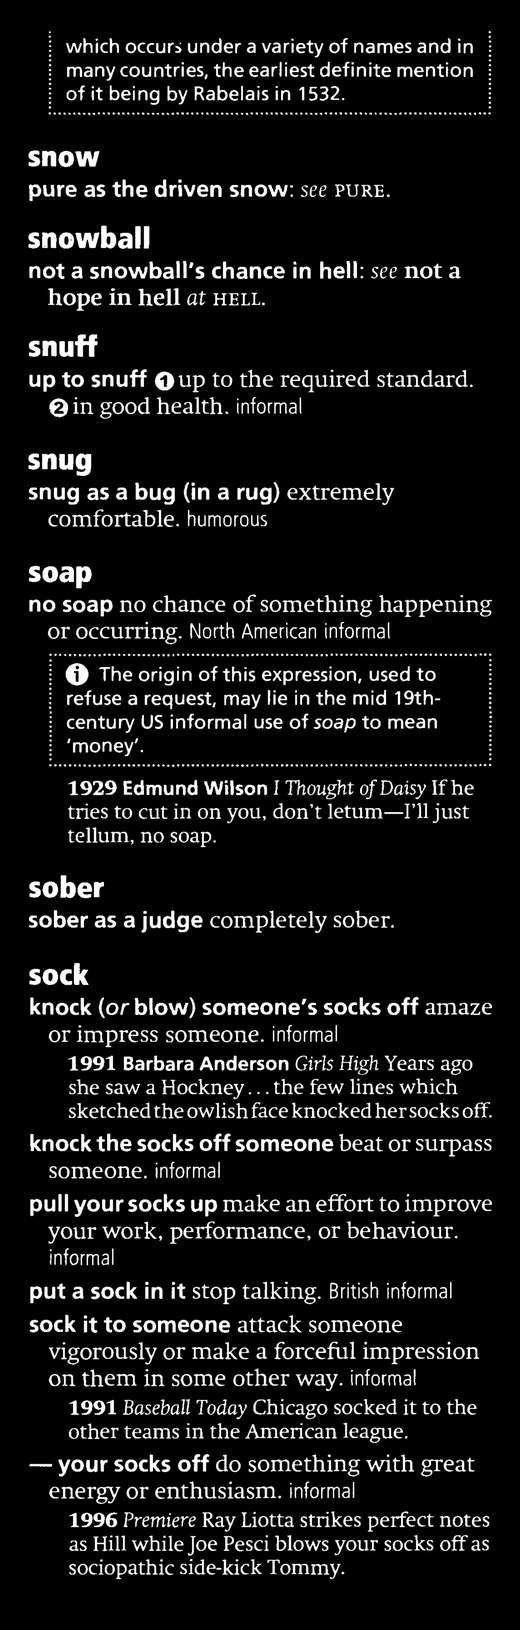 which occurs under a variety of names and in
many countries, the earliest definite mention
of it being by Rabelais in 1532.
snow
pure as the driven snow: see PURE.
snowball
not a snowball's chance in hell: see not a
hope in hell at HELL.
snuff
up to snuff ❶ up to the required standard.
❷ in good health. informal
snug
snug as a bug (in a rug) extremely
comfortable. humorous
soap
no soap no chance of something happening
or occurring. North American informal
ⓘ The origin of this expression, used to
refuse a request, may lie in the mid 19th-
century US informal use of soap to mean
'money'.
1929 Edmund Wilson I Thought of Daisy If he
tries to cut in on you, don't letum—I'll just
tellum, no soap.
sober
sober as a judge completely sober.
sock
knock (or blow) someone's socks off amaze
or impress someone. informal
1991 Barbara Anderson Girls High Years ago
she saw a Hockney…the few lines which
sketched the owlish face knocked her socks off.
knock the socks off someone beat or surpass
someone. informal
pull your socks up make an effort to improve
your work, performance, or behaviour.
informal
put a sock in it stop talking. British informal
sock it to someone attack someone
vigorously or make a forceful impression
on them in some other way. informal
1991 Baseball Today Chicago socked it to the
other teams in the American league.
— your socks off do something with great
energy or enthusiasm. informal
1996 Premiere Ray Liotta strikes perfect notes
as Hill while Joe Pesci blows your socks off as
sociopathic side-kick Tommy.